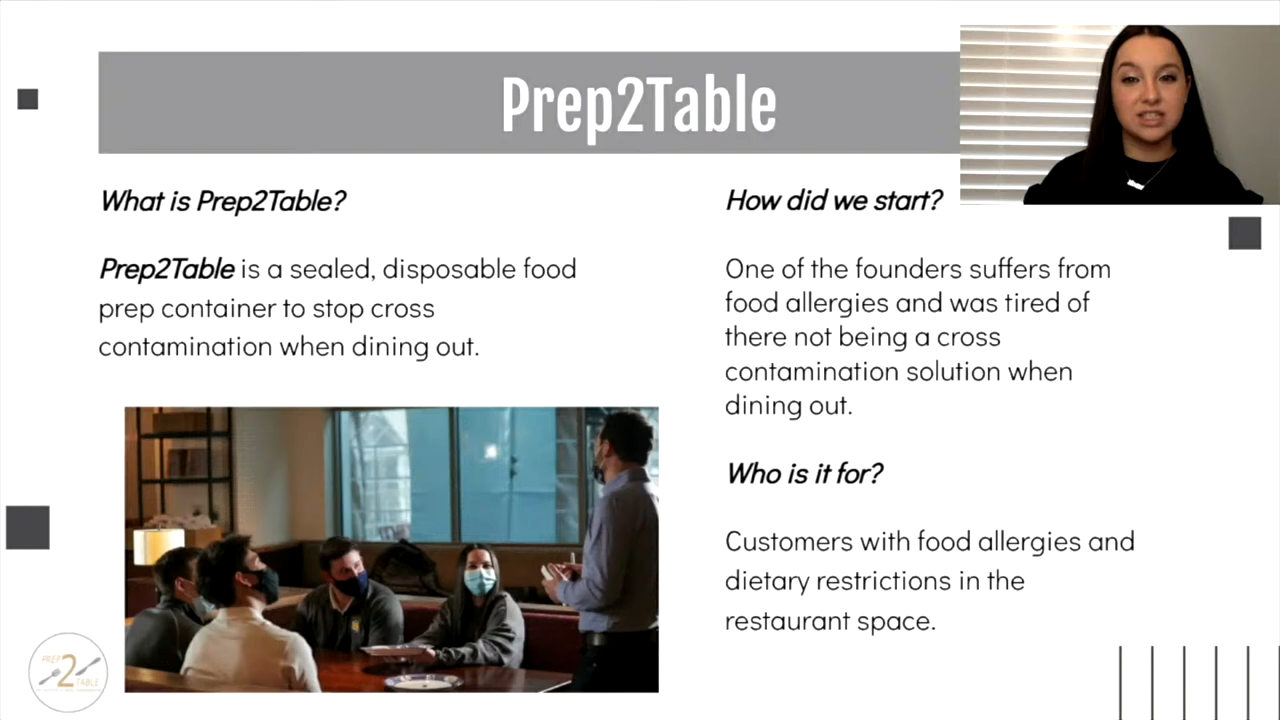 Prep2Table
What is Prep2Table?
Prep2Table is a sealed, disposable food
prep container to stop cross
contamination when dining out.
How did we start?
One of the founders suffers from
food allergies and was tired of
there not being a cross
contamination solution when
dining out.
Who is it for?
Customers with food allergies and
dietary restrictions in the
restaurant space.
PREP
2
TABLE